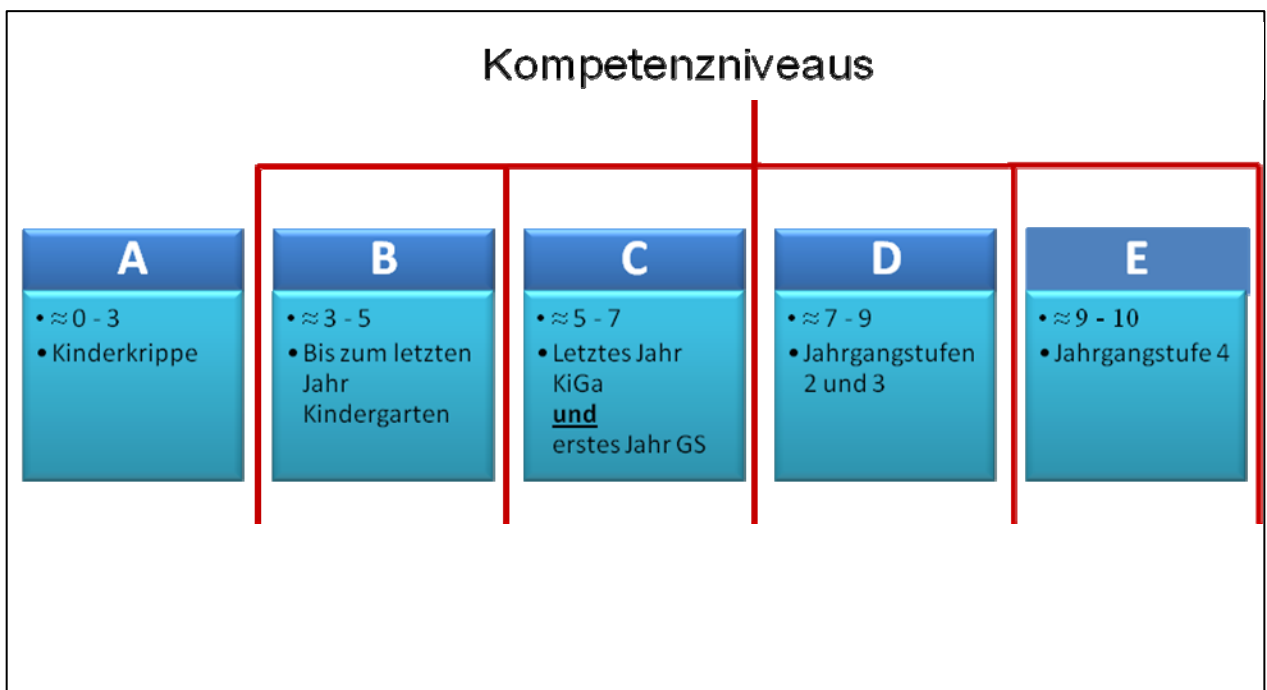 Kompetenzniveaus
A
• ≈0 - 3
• Kinderkrippe
B
• ≈3 - 5
• Bis zum letzten
Jahr
Kindergarten
C
• ≈5 - 7
• Letztes Jahr
KiGa
und
erstes Jahr GS
D
• ≈7 - 9
• Jahrgangstufen
2 und 3
E
• ≈9 - 10
• Jahrgangstufe 4